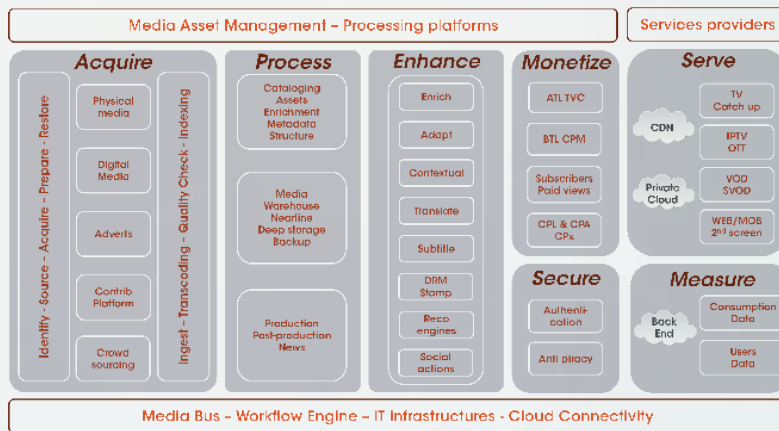 Media Asset Management – Processing platforms
Services providers
Acquire
Identify - Source - Acquire - Prepare - Restore
Physical
media
Digital
Media
Adverts
Contrib
Platform
Crowd
sourcing
Ingest - Transcoding - Quality Check - Indexing
Process
Cataloging
Assets
Enrichment
Metadata
Structure
Media
Warehouse
Nearline
Deep storage
Backup
Production
Post-production
News
Enhance
Enrich
Adapt
Contextual
Translate
Subtitle
DRM
Stamp
Reco
engines
Social
actions
Monetize
ATL TVC
BTL CPM
Subscribers
Paid views
CPL & CPA
CPx
Secure
Authenti-
cation
Anti piracy
Serve
CDN
Private
Cloud
TV
Catch up
IPTV
OTT
VOD
SVOD
WEB/MOB
2nd screen
Measure
Back
End
Consumption
Data
Users
Data
Media Bus – Workflow Engine – IT Infrastructures - Cloud Connectivity